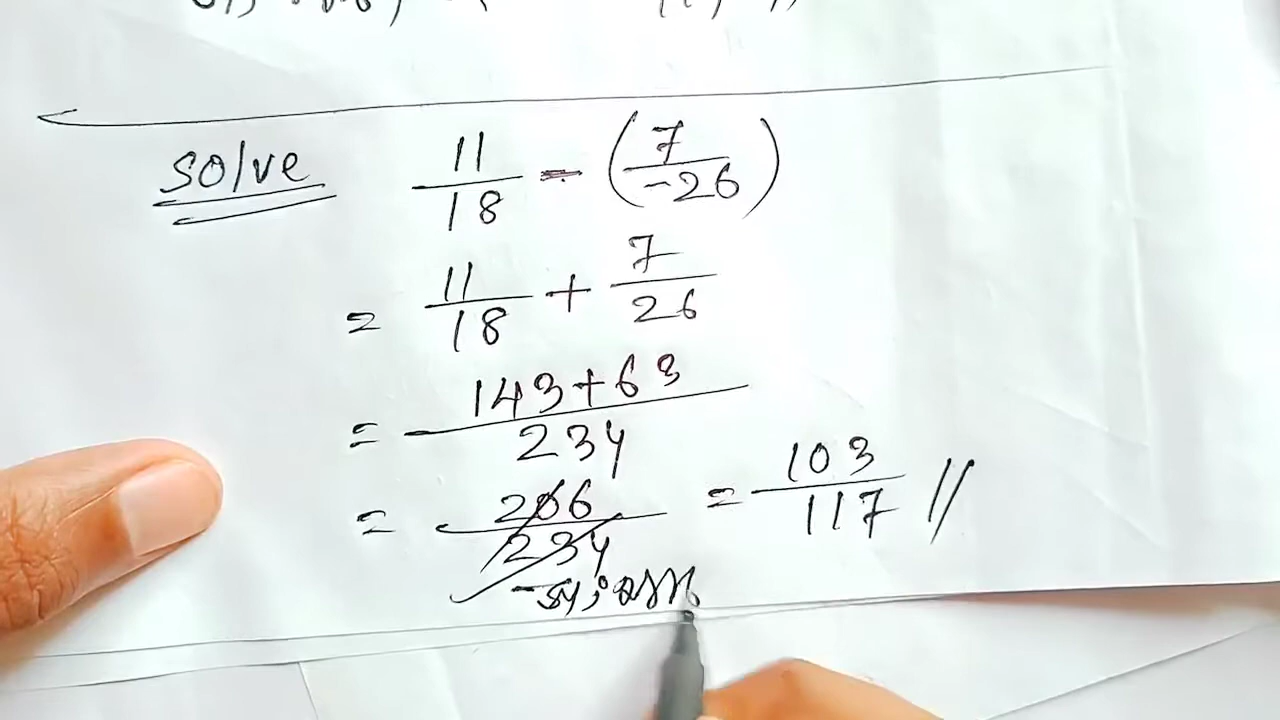 solve 11/18 - (7/-26)
= 11/18 + 7/26
= 143+63/234
= 206/234 = 103/117 //